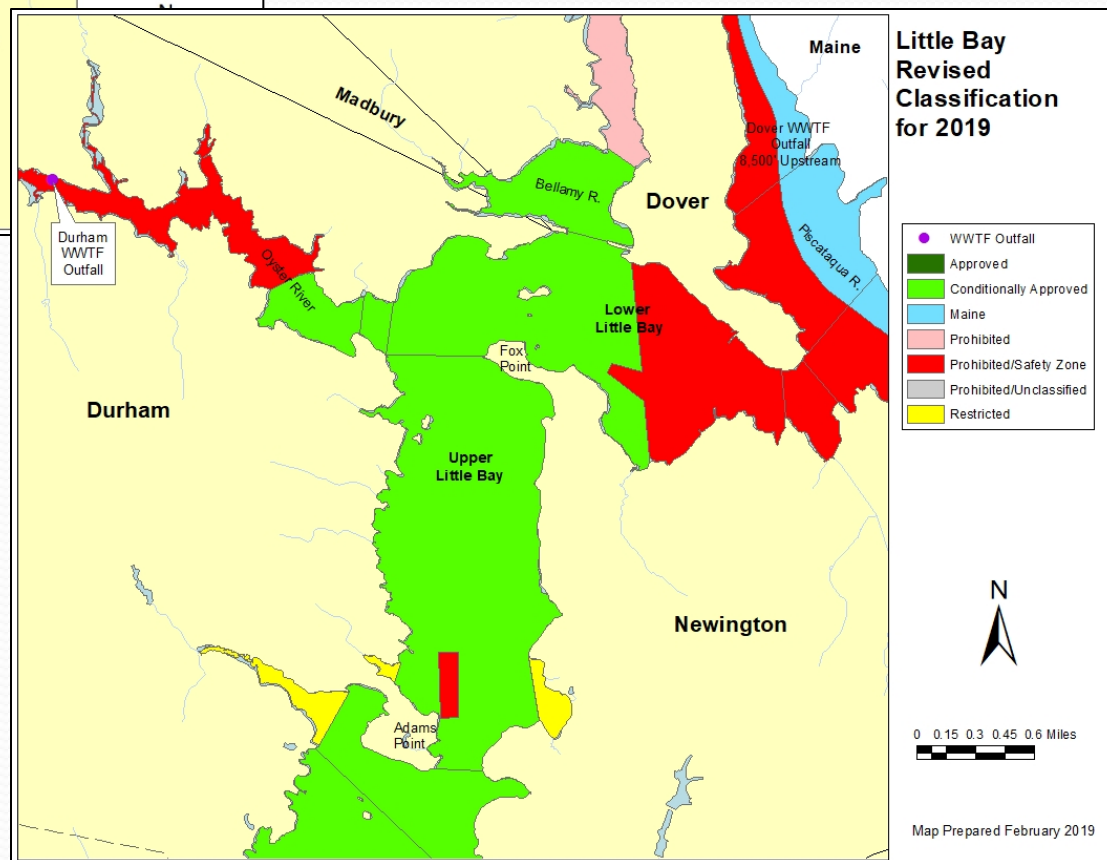 N
Little Bay
Revised
Classification
for 2019
Maine
Madbury
Dover WWTF
Outfall
8,500' Upstream
Bellamy R.
Dover
Piscataqua R.
Durham
WWTF
Outfall
Oyster River
Lower
Little Bay
Fox
Point
Durham
Upper
Little Bay
Newington
Adams
Point
WWTF Outfall
Approved
Conditionally Approved
Maine
Prohibited
Prohibited/Safety Zone
Prohibited/Unclassified
Restricted
N
0 0.15 0.3 0.45 0.6 Miles
Map Prepared February 2019